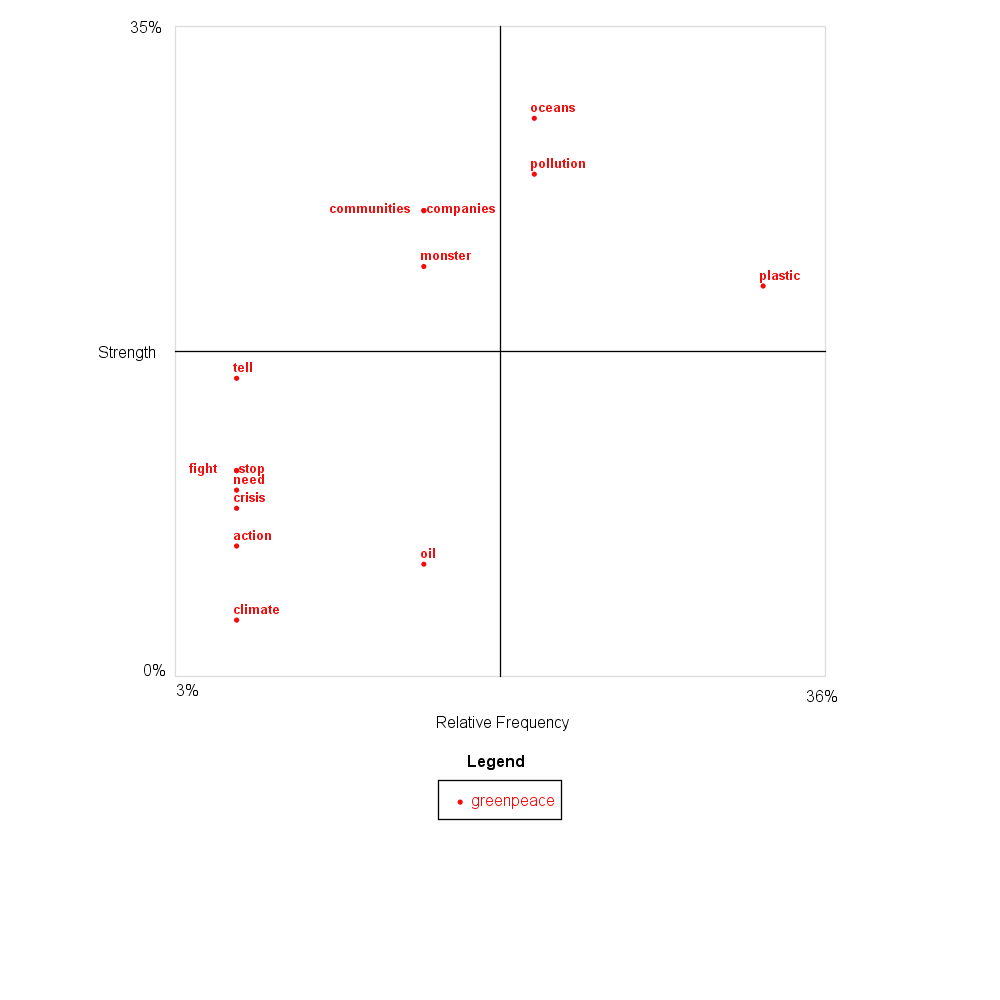 35%
oceans
pollution
communities companies
monster
plastic
Strength
tell
fight stop
need
crisis
action
oil
climate
0%
3%
36%
Relative Frequency
Legend
greenpeace